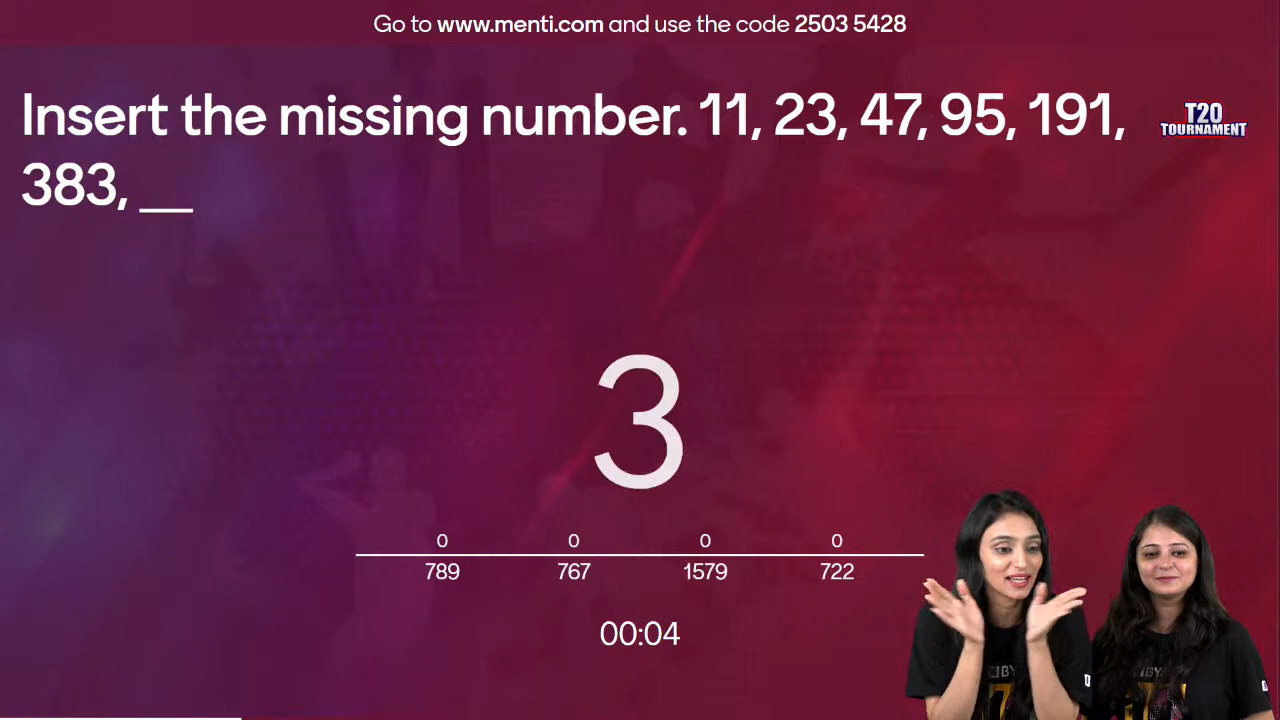 Go to www.menti.com and use the code 2503 5428
Insert the missing number. 11, 23, 47, 95, 191,
383, __
T20
TOURNAMENT
3
0 0 0 0
789 767 1579 722
00:04